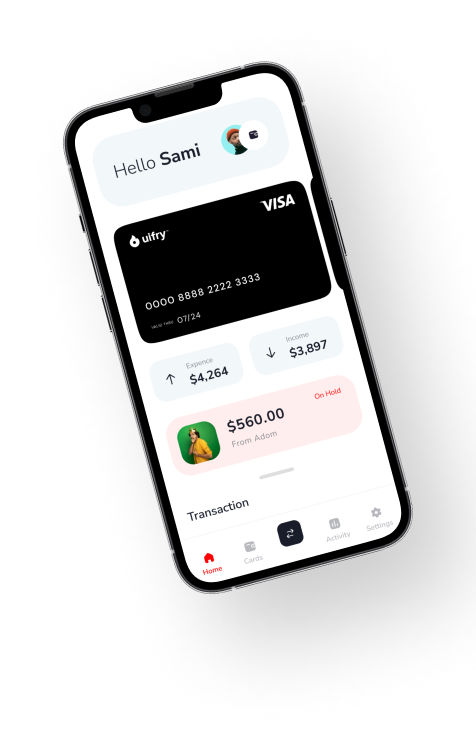 Hello Sami
uifry™
VISA
0000 8888 2222 3333
VALID THRU 07/24
Expence
$4,264
Income
$3,897
On Hold
$560.00
From Adom
Transaction
Home
Cards
Activity
Settings